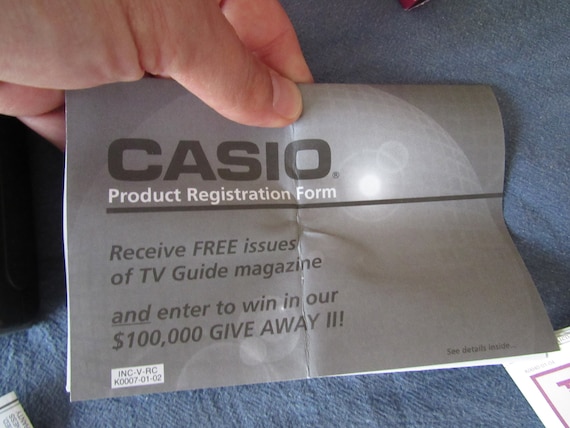 CASIO®
Product Registration Form
Receive FREE issues
of TV Guide magazine
and enter to win in our
$100,000 GIVE AWAY II!
See details inside...
INC-V-RC
K0007-01-02